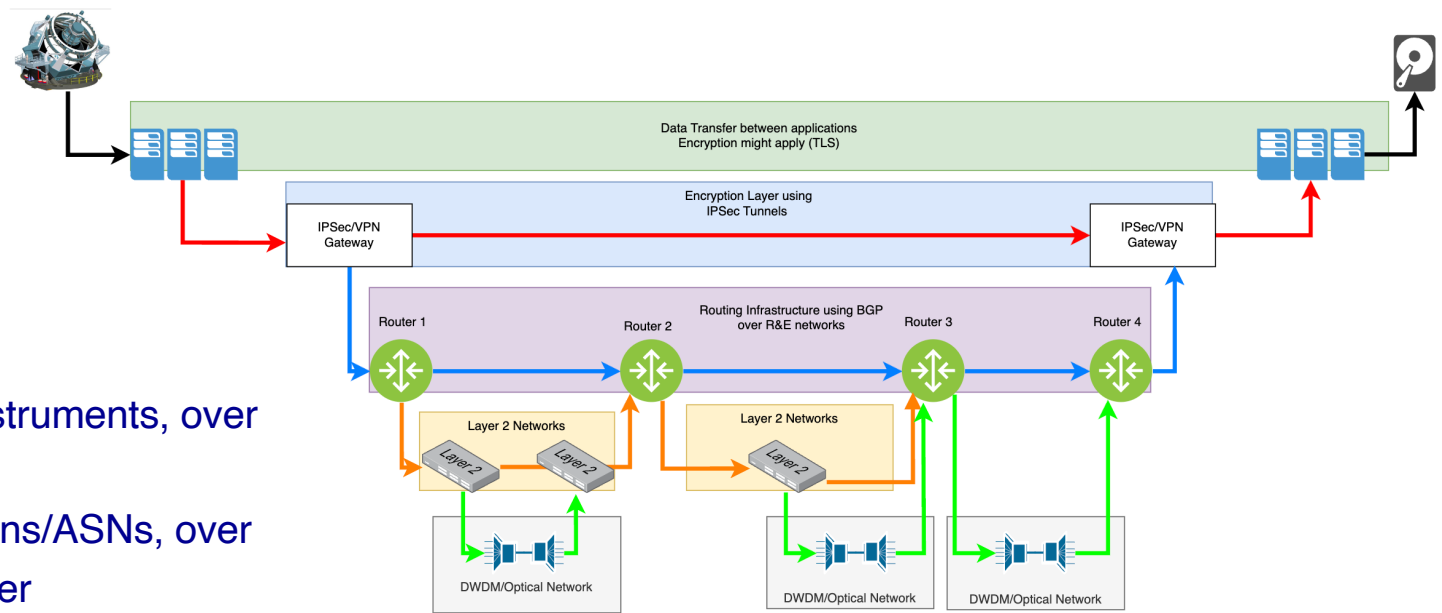 Data Transfer between applications
Encryption might apply (TLS)
Encryption Layer using
IPSec Tunnels
IPSec/VPN
Gateway
IPSec/VPN
Gateway
Routing Infrastructure using BGP
over R&E networks
Router 1
Router 2
Router 3
Router 4
struments, over
Layer 2 Networks
Layer 2 Networks
Layer 2
Layer 2
Layer 2
ns/ASNs, over
er
DWDM/Optical Network
DWDM/Optical Network
DWDM/Optical Network